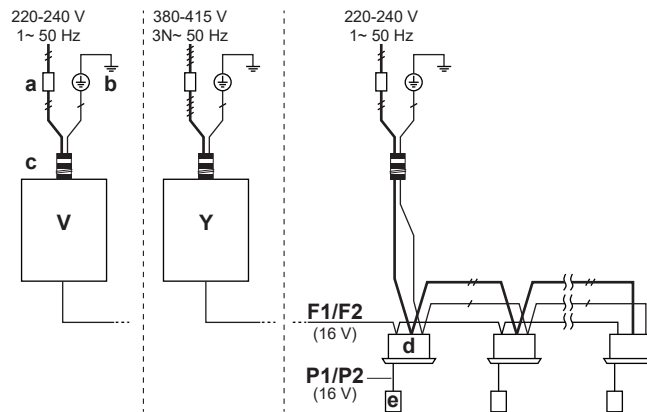 220-240 V
1~ 50 Hz
380-415 V
3N~ 50 Hz
220-240 V
1~ 50 Hz
a
b
c
V
Y
F1/F2
(16 V)
d
P1/P2
(16 V)
e